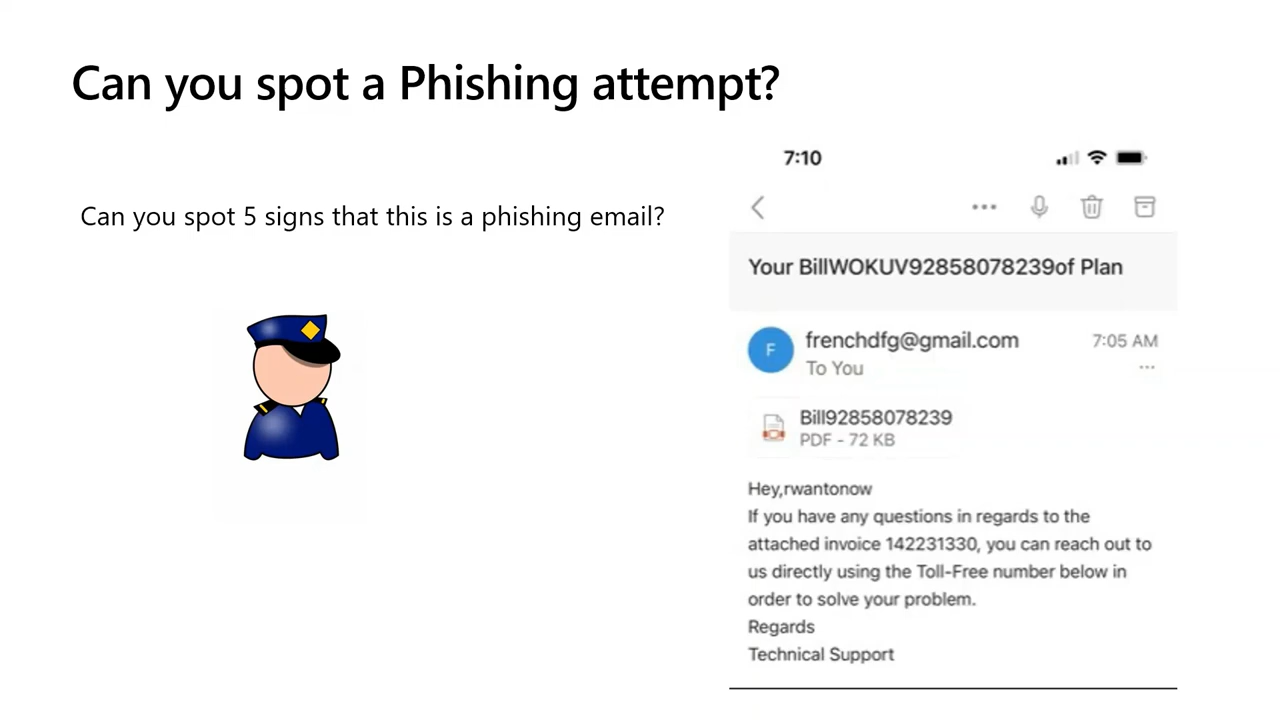 Can you spot a Phishing attempt?
Can you spot 5 signs that this is a phishing email?
7:10
Your BillWOKUV92858078239of Plan
F
frenchdfg@gmail.com
7:05 AM
To You
Bill92858078239
PDF - 72 KB
Hey,rwantonow
If you have any questions in regards to the
attached invoice 142231330, you can reach out to
us directly using the Toll-Free number below in
order to solve your problem.
Regards
Technical Support